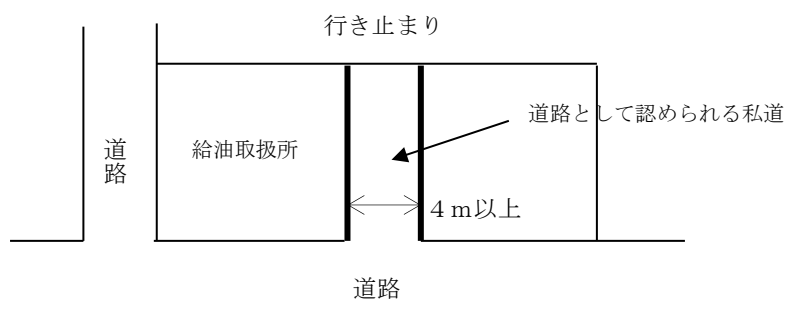 行き止まり
道路として認められる私道
道路
給油取扱所
４ｍ以上
道路